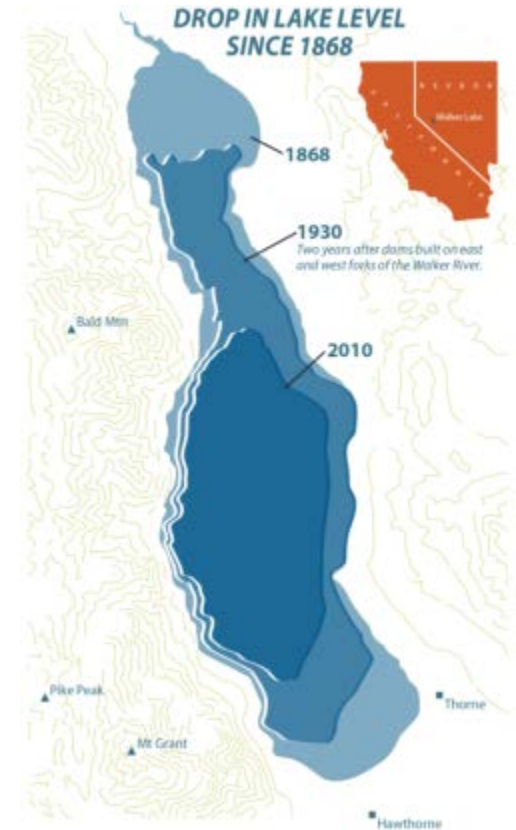 DROP IN LAKE LEVEL
SINCE 1868
NEVADA
CALIFORNIA
Walker Lake
1868
1930
Two years after dams built on east
and west forks of the Walker River.
Bald Mtn
2010
Pike Peak
Thorne
Mt Grant
Hawthorne